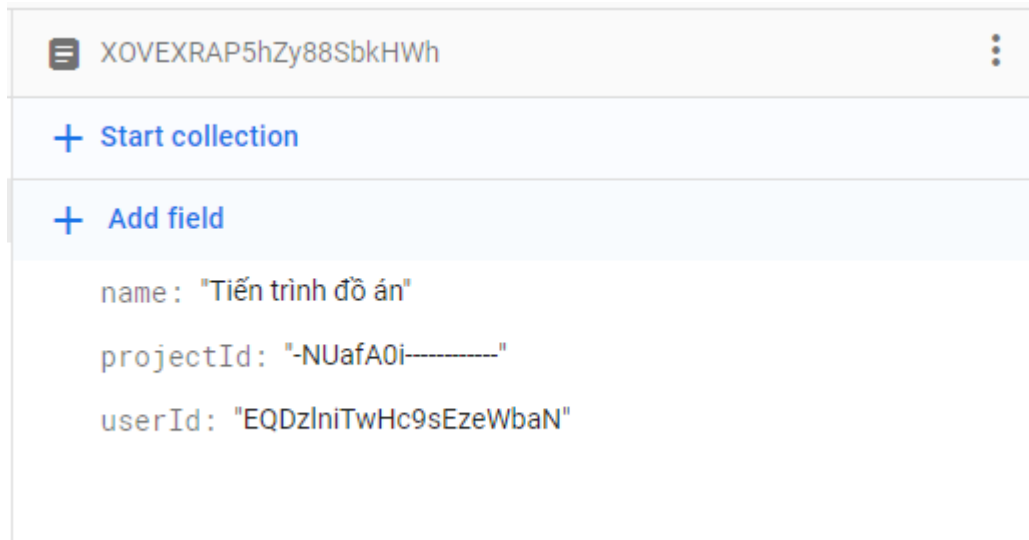 XOVEXRAP5hZy88SbkHWh
+ Start collection
+ Add field
name: "Tiến trình đồ án"
projectId: "-NUafA0i------------"
userId: "EQDzlniTwHc9sEzeWbaN"